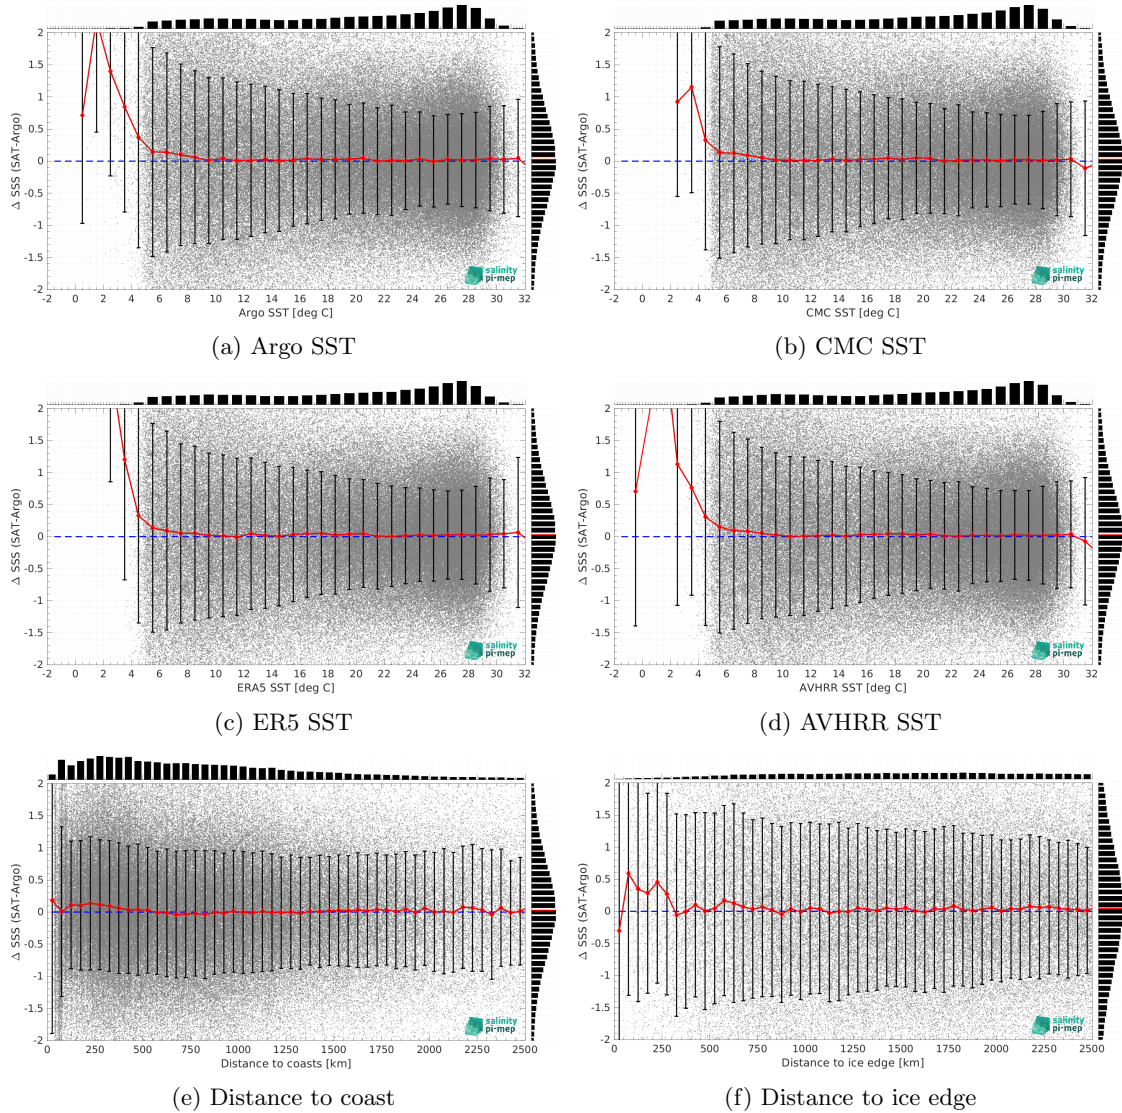 2
1.5
1
0.5
0
-0.5
-1
-1.5
-2
Δ SSS (SAT-Argo)
-2 0 2 4 6 8 10 12 14 16 18 20 22 24 26 28 30 32
Argo SST [deg C]
salinity
pi-mep
(a) Argo SST
2
1.5
1
0.5
0
-0.5
-1
-1.5
-2
Δ SSS (SAT-Argo)
-2 0 2 4 6 8 10 12 14 16 18 20 22 24 26 28 30 32
CMC SST [deg C]
salinity
pi-mep
(b) CMC SST
2
1.5
1
0.5
0
-0.5
-1
-1.5
-2
Δ SSS (SAT-Argo)
-2 0 2 4 6 8 10 12 14 16 18 20 22 24 26 28 30 32
ERA5 SST [deg C]
salinity
pi-mep
(c) ER5 SST
2
1.5
1
0.5
0
-0.5
-1
-1.5
-2
Δ SSS (SAT-Argo)
-2 0 2 4 6 8 10 12 14 16 18 20 22 24 26 28 30 32
AVHRR SST [deg C]
salinity
pi-mep
(d) AVHRR SST
2
1.5
1
0.5
0
-0.5
-1
-1.5
-2
Δ SSS (SAT-Argo)
0 250 500 750 1000 1250 1500 1750 2000 2250 2500
Distance to coasts [km]
salinity
pi-mep
(e) Distance to coast
2
1.5
1
0.5
0
-0.5
-1
-1.5
-2
Δ SSS (SAT-Argo)
0 250 500 750 1000 1250 1500 1750 2000 2250 2500
Distance to ice edge [km]
salinity
pi-mep
(f) Distance to ice edge